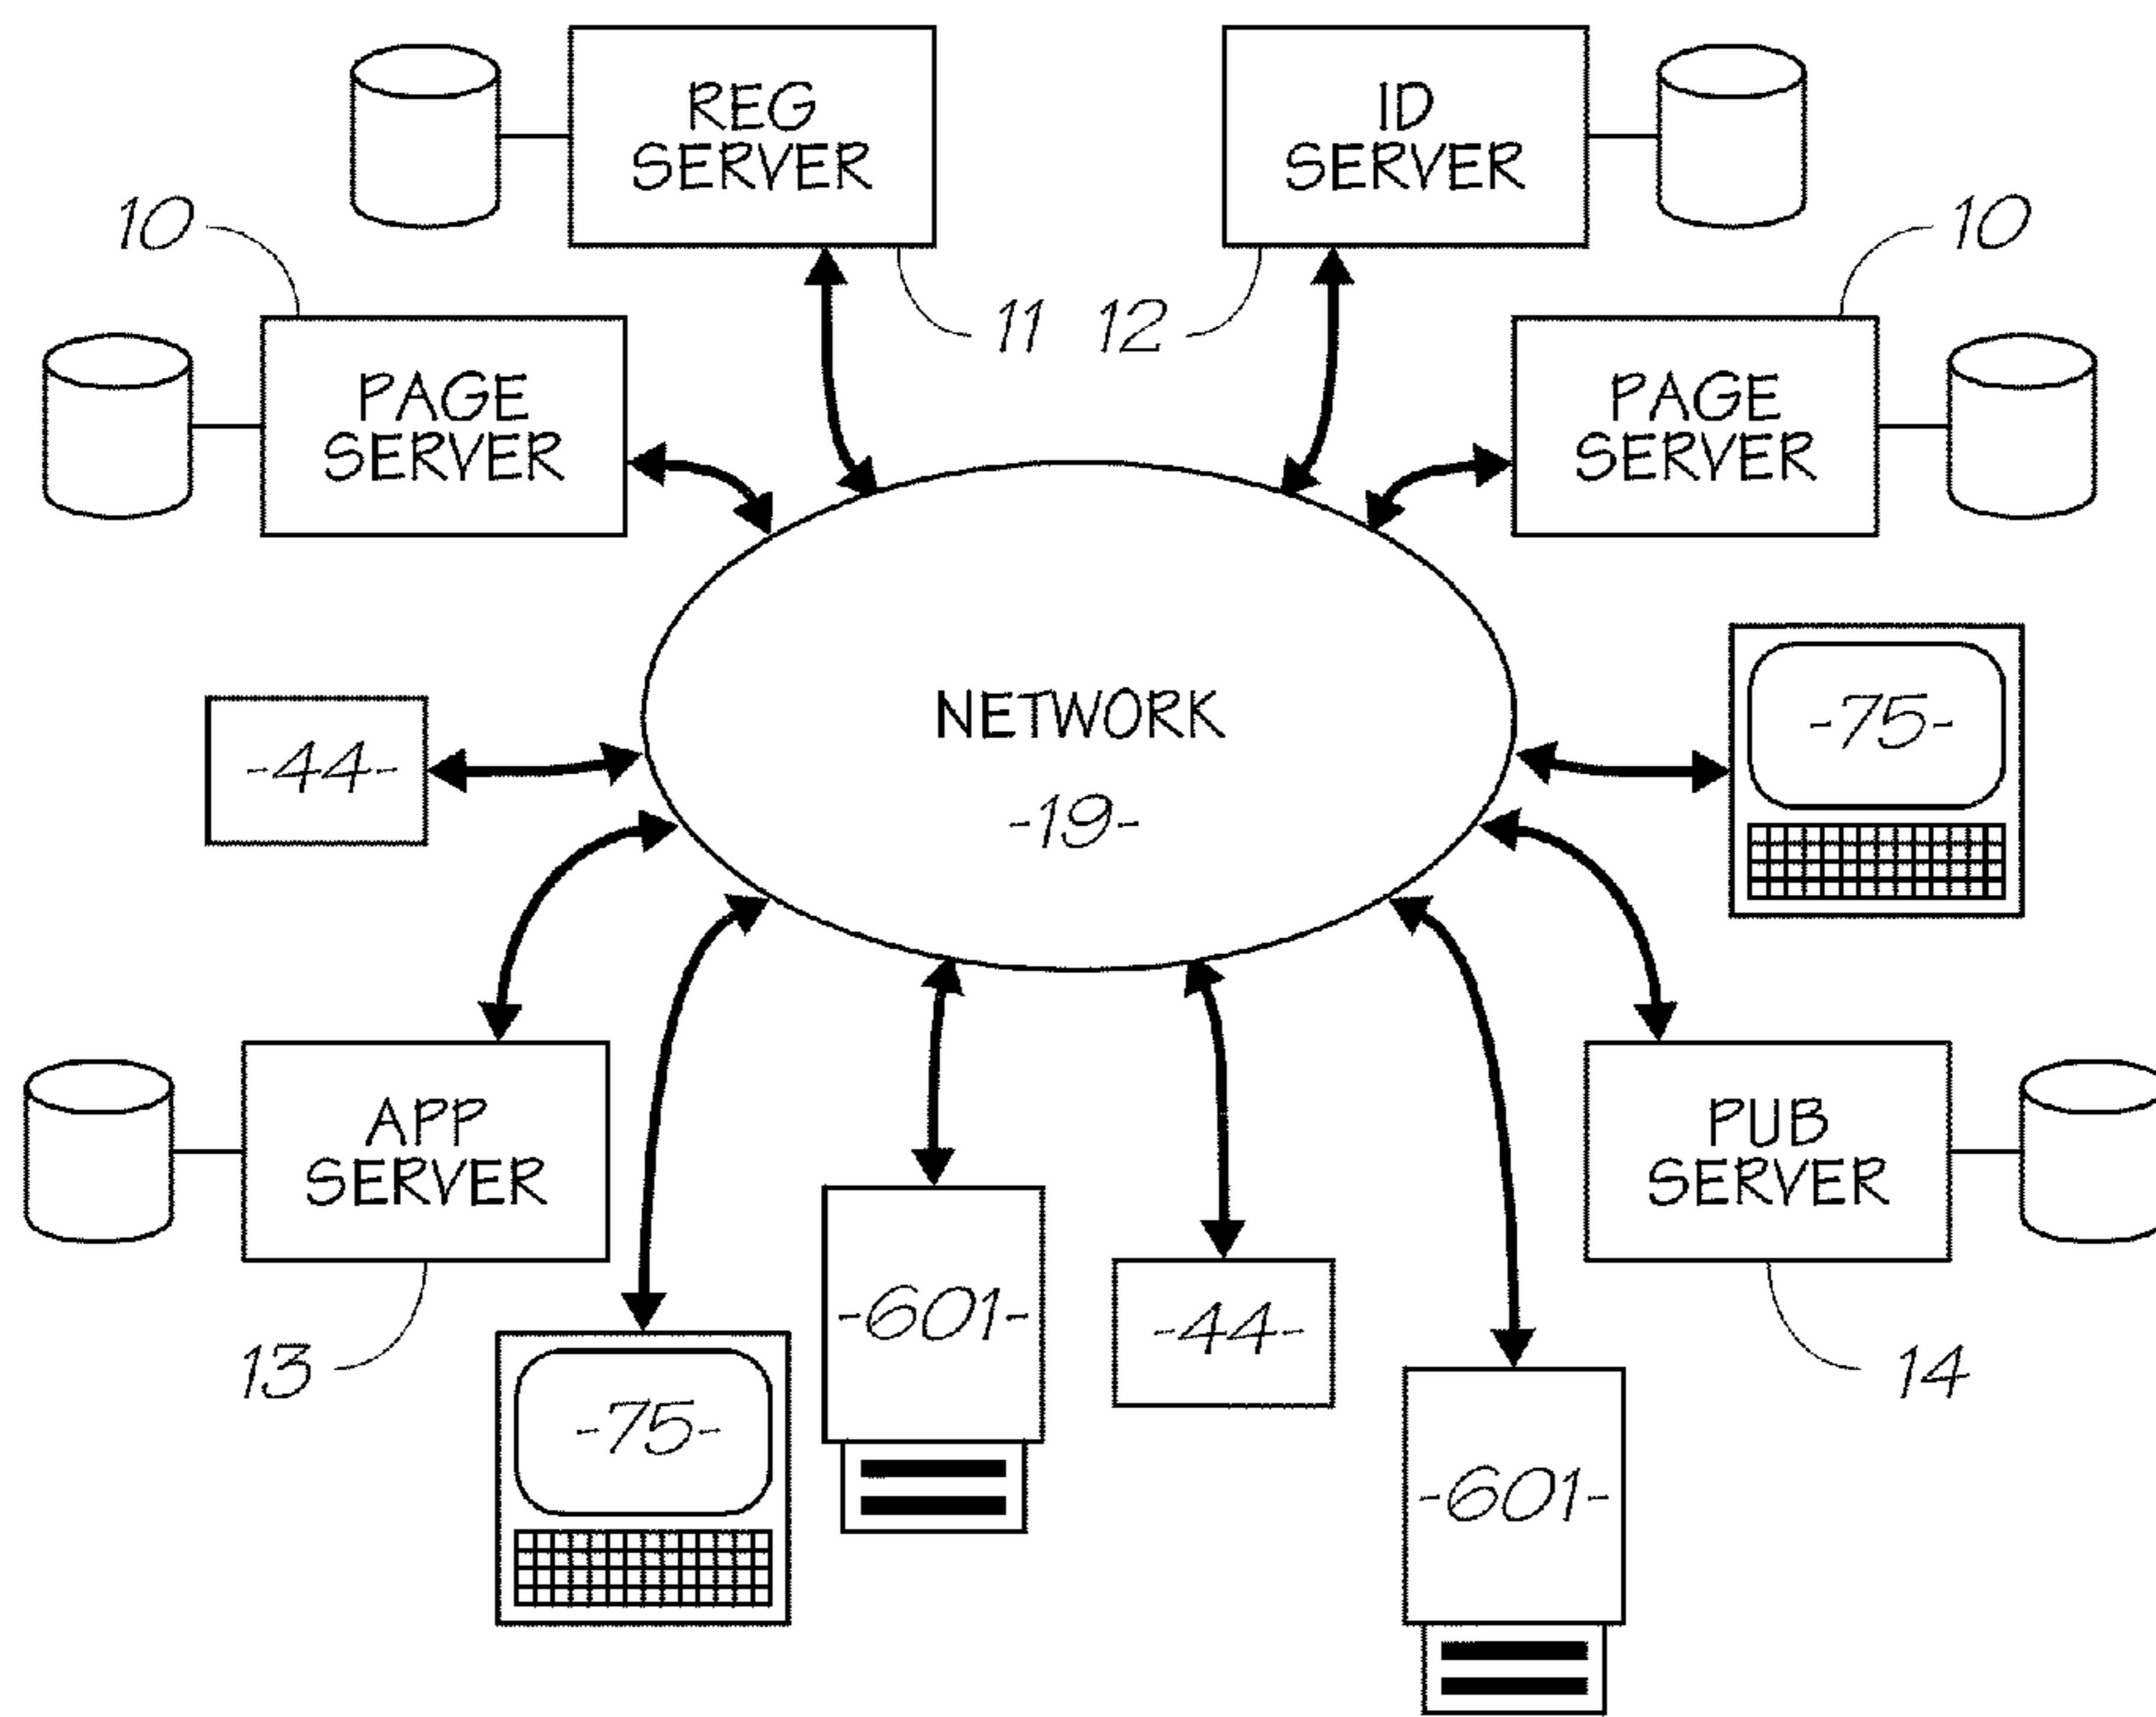 REG
SERVER
ID
SERVER
10
10
11
12
PAGE
SERVER
PAGE
SERVER
NETWORK
-19-
-44-
-75-
APP
SERVER
PUB
SERVER
-601-
-44-
13
14
-75-
-601-